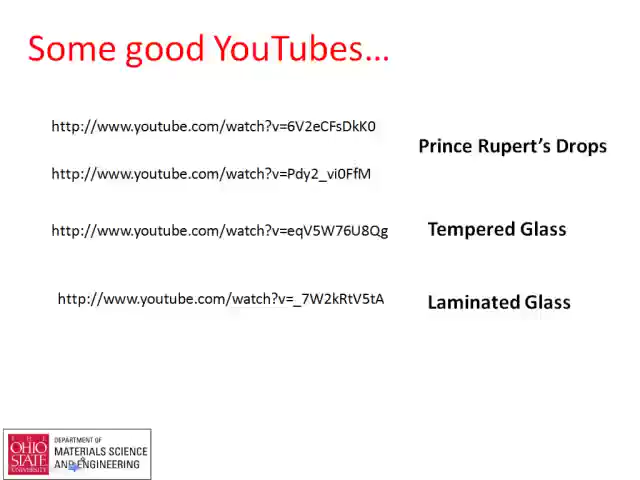 Some good YouTubes...
http://www.youtube.com/watch?v=6V2eCFsDkK0
Prince Rupert's Drops
http://www.youtube.com/watch?v=Pdy2_vi0FfM
http://www.youtube.com/watch?v=eqV5W76U8Qg
Tempered Glass
http://www.youtube.com/watch?v=_7W2kRtV5tA
Laminated Glass
THE
OHIO
STATE
UNIVERSITY
DEPARTMENT OF
MATERIALS SCIENCE
AND ENGINEERING